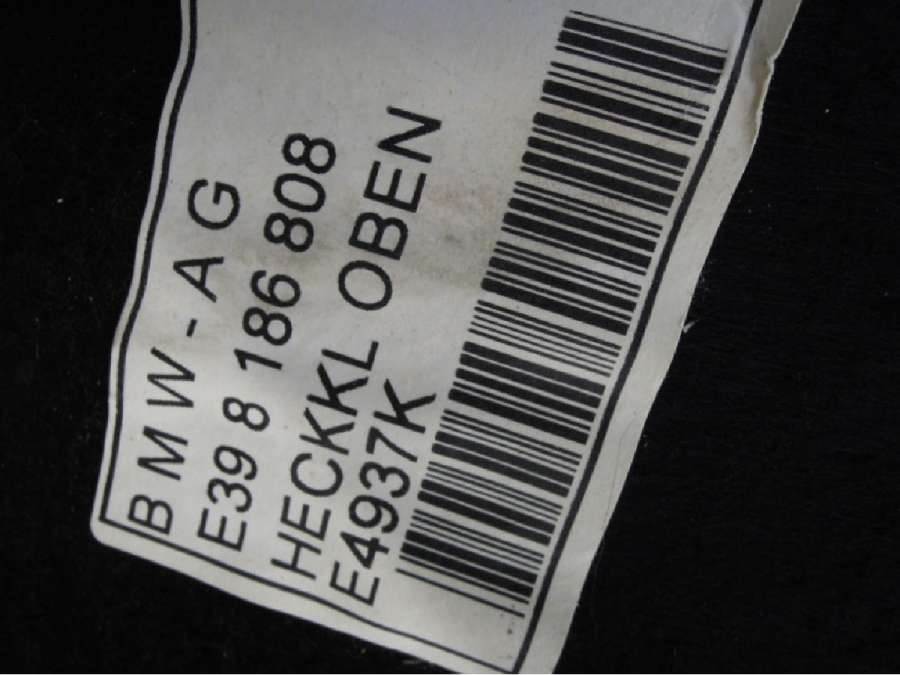 BMW-AG
E39 8 186 808
HECKKL OBEN
E4937K